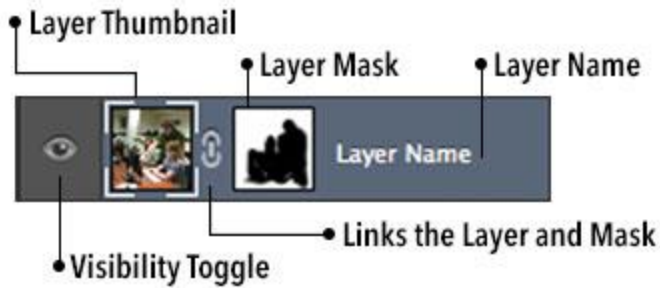 Layer Thumbnail
Layer Mask
Layer Name
Layer Name
Links the Layer and Mask
Visibility Toggle